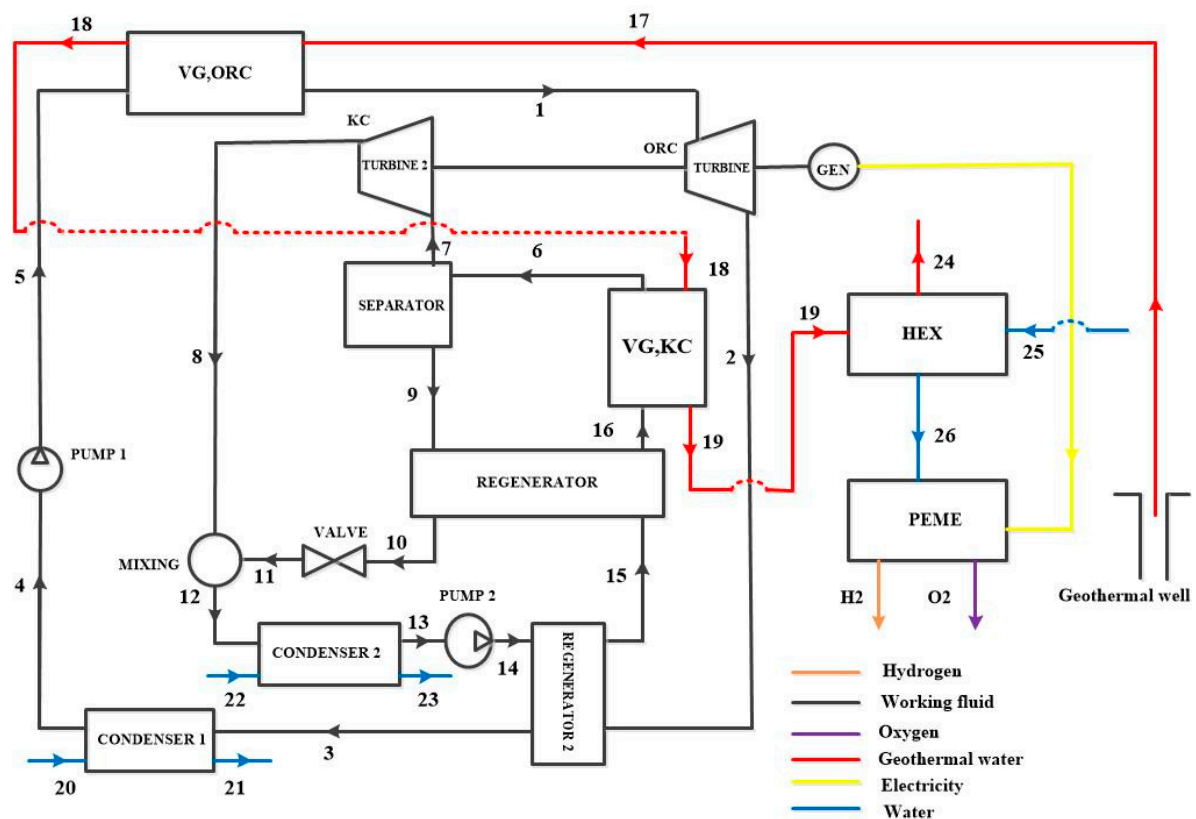 18
17
VG,ORC
1
KC
TURBINE 2
ORC
TURBINE
GEN
5
7
6
18
24
SEPARATOR
19
HEX
8
VG,KC
2
25
9
16
19
26
PUMP 1
REGENERATOR
PEME
VALVE
MIXING
11
10
15
H2
O2
Geothermal well
4
12
PUMP 2
13
CONDENSER 2
14
REGENERATOR 2
22
23
Hydrogen
Working fluid
CONDENSER 1
3
Oxygen
Geothermal water
20
21
Electricity
Water